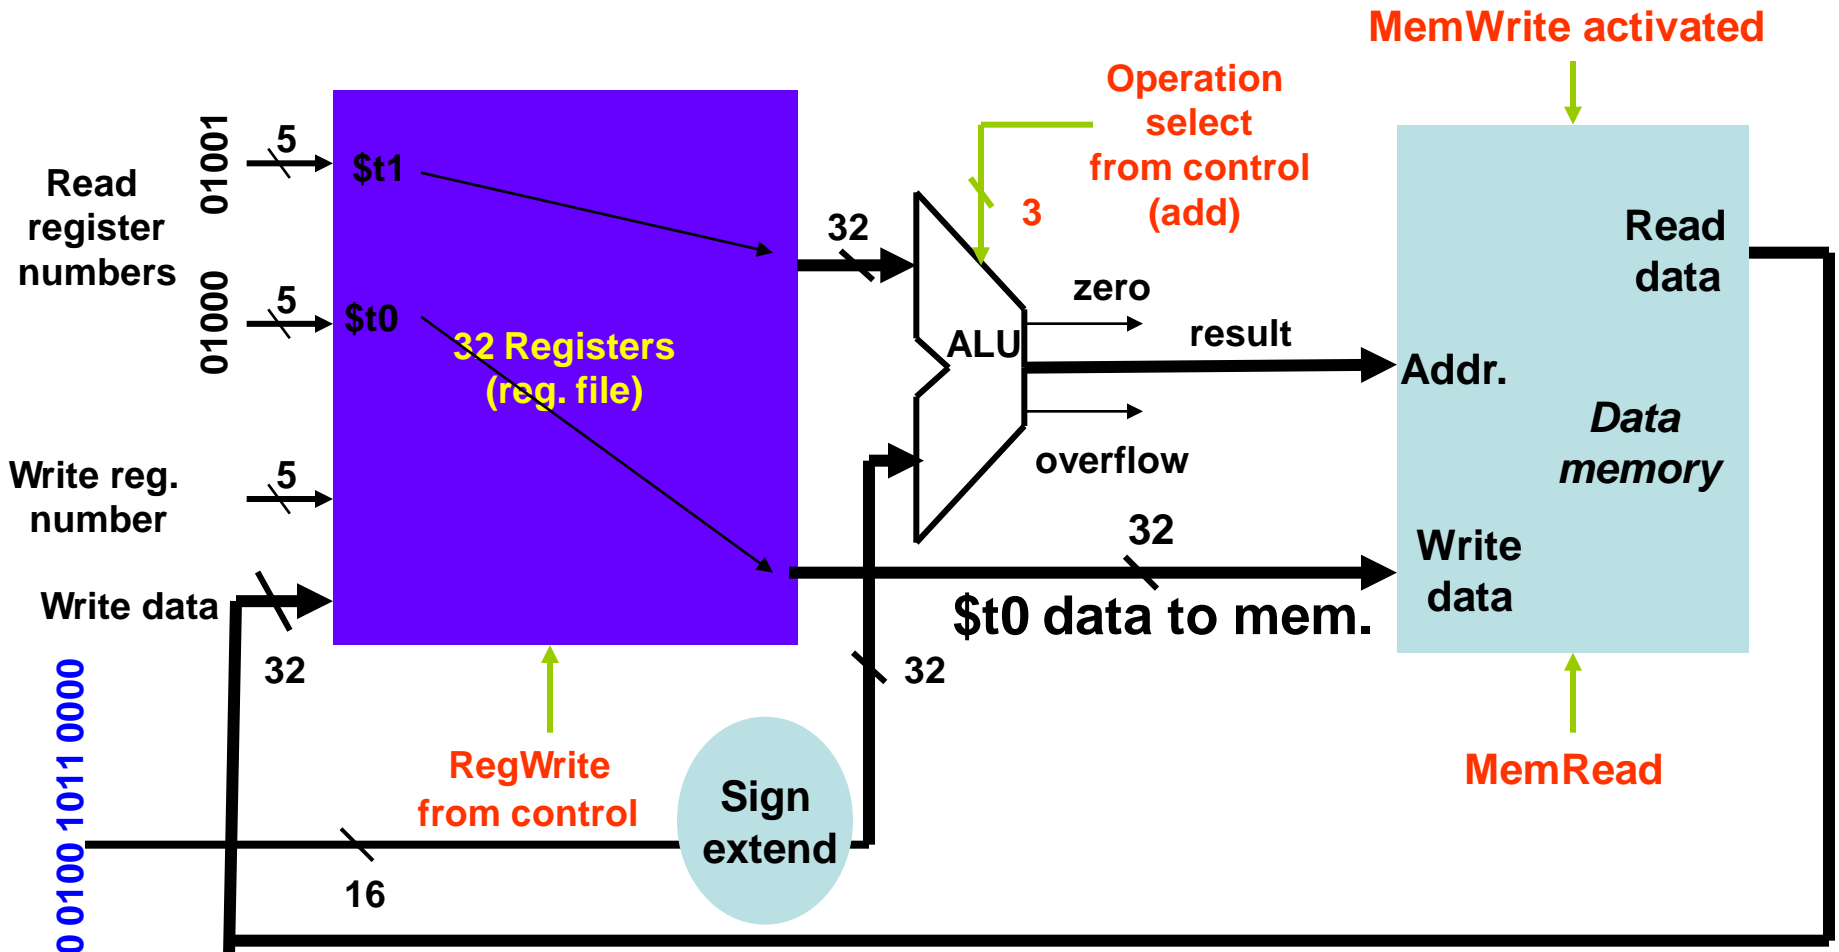 MemWrite activated
Operation
select
from control
(add)
3
01001
5
$t1
Read
register
numbers
32
Read
data
01000
5
$t0
32 Registers
(reg. file)
zero
ALU
result
Addr.
Data
memory
overflow
Write reg.
number
5
32
Write
data
Write data
32
$t0 data to mem.
32
RegWrite
from control
MemRead
Sign
extend
0 0100 1011 0000
16